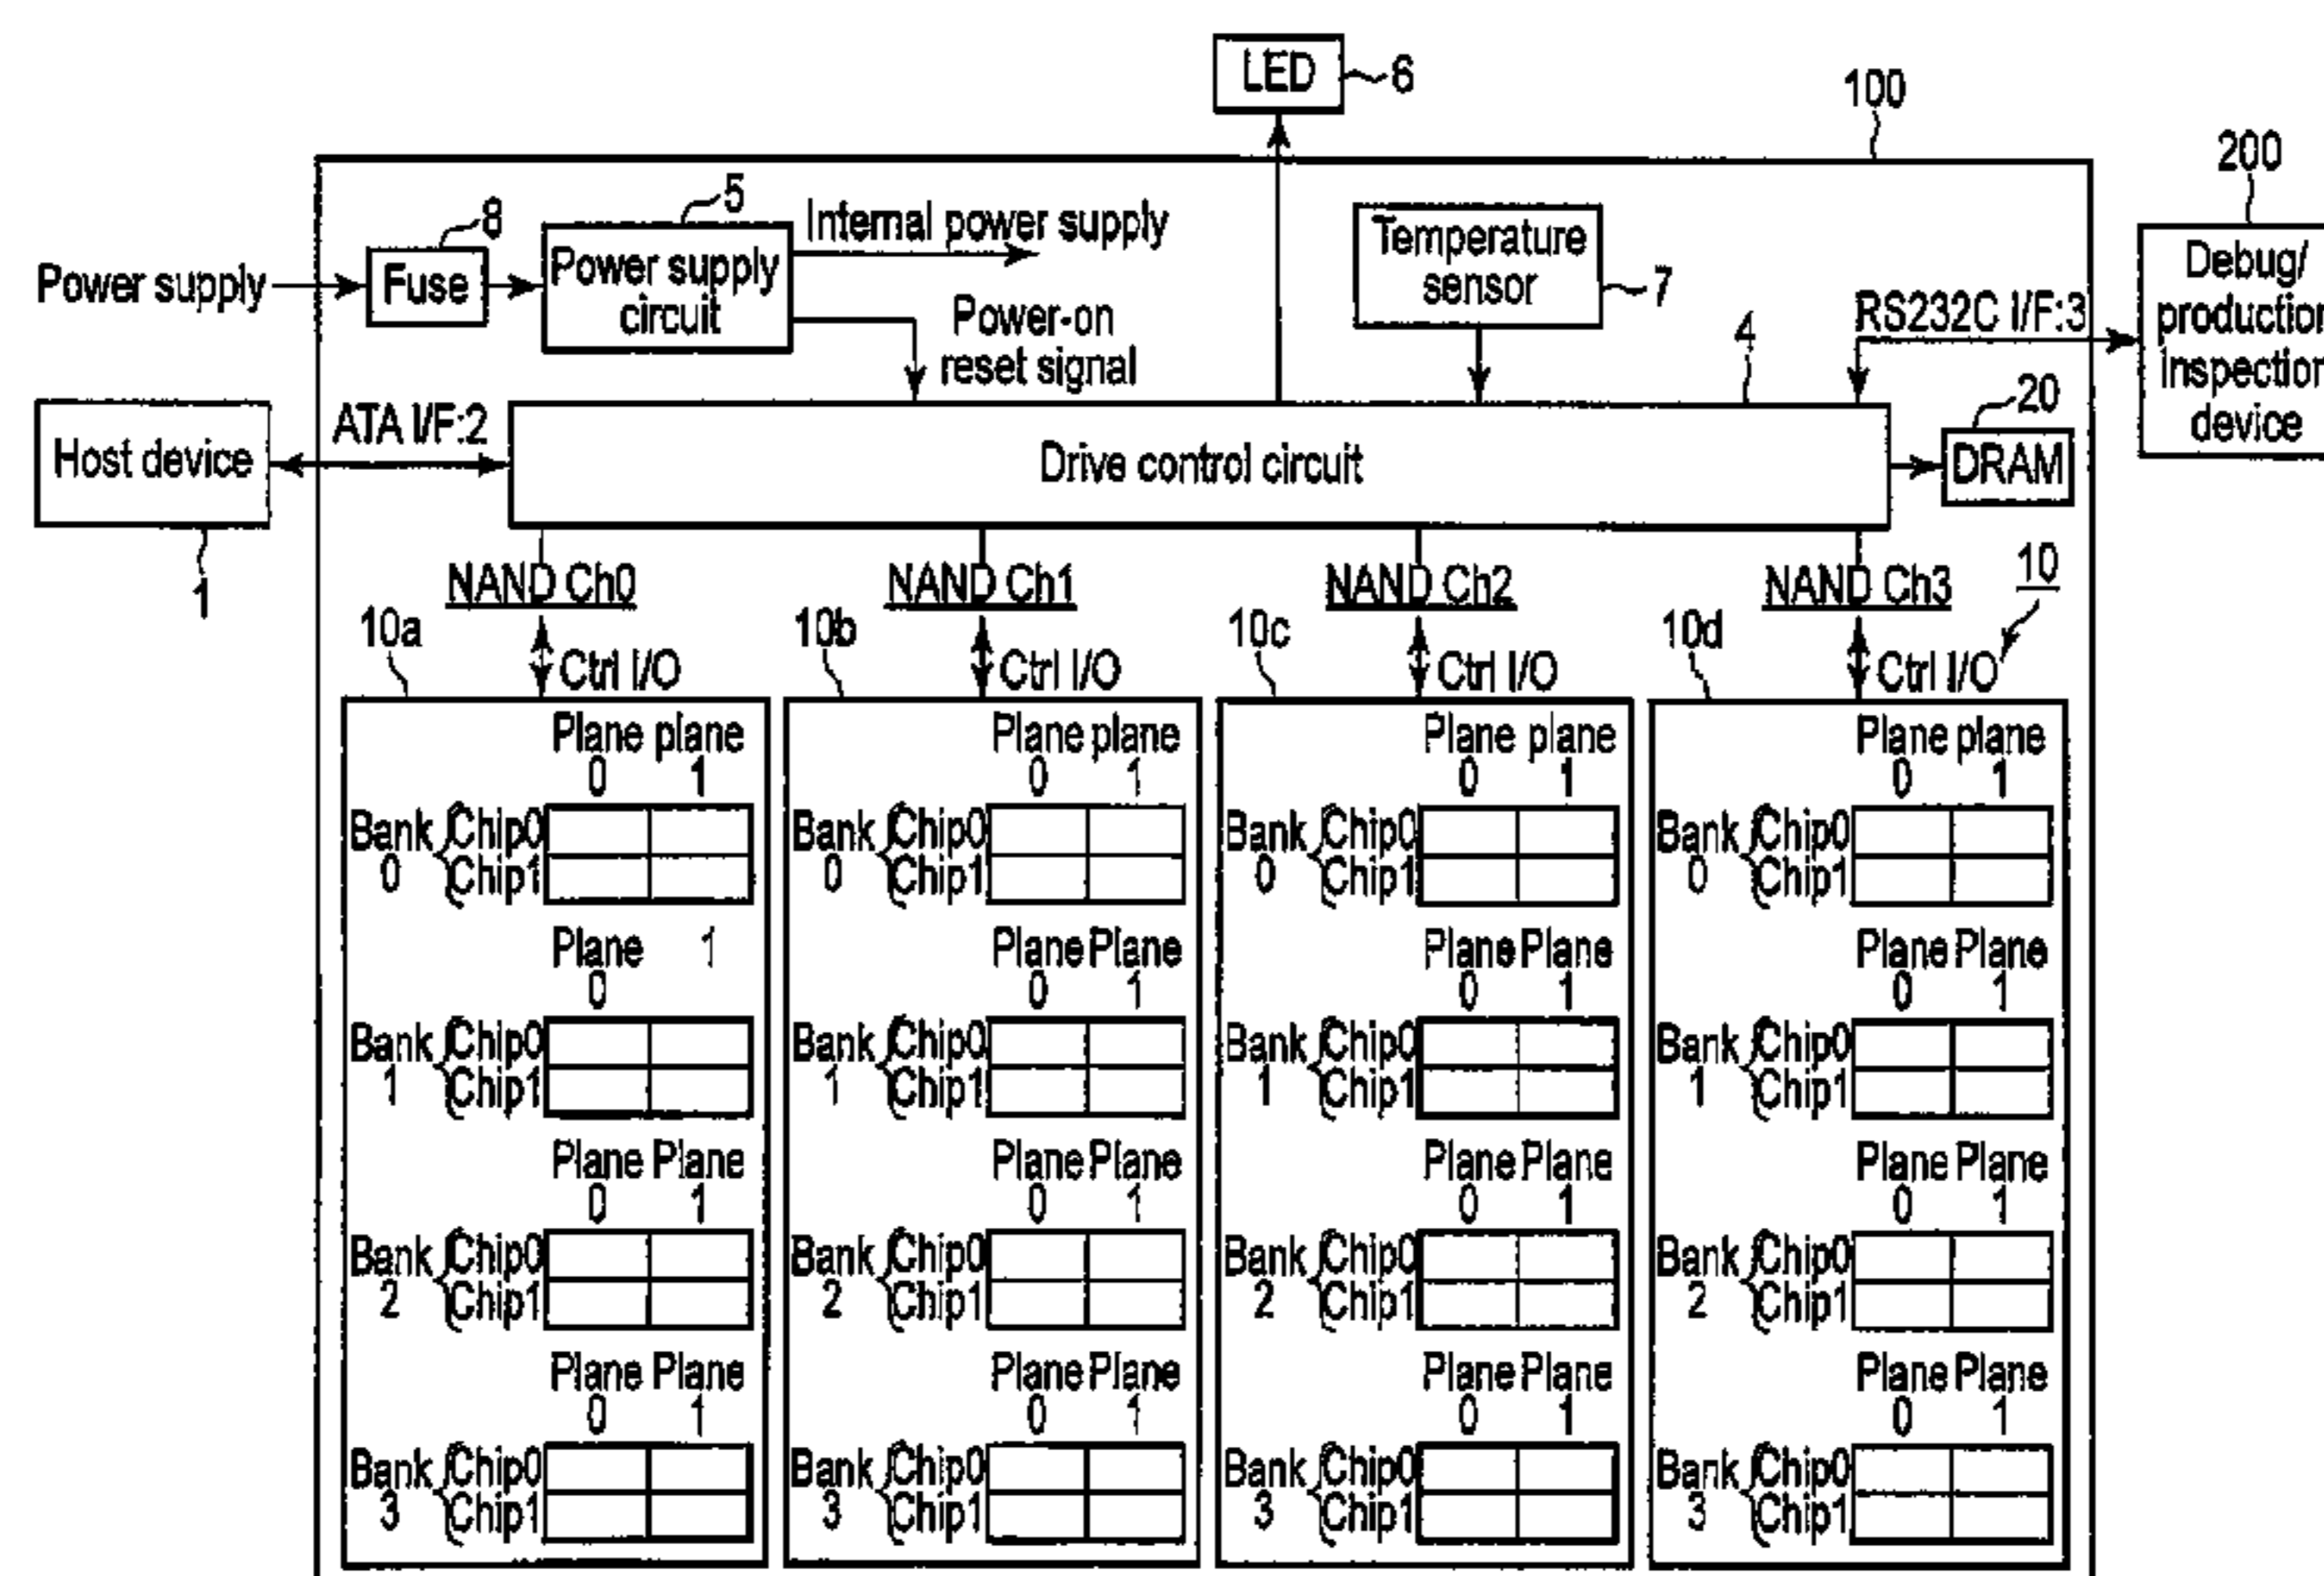 LED
6
100
200
8
5
Internal power supply
Temperature
sensor
7
Power supply
Fuse
Power supply
circuit
Power-on
reset signal
4
RS232C I/F:3
Debug/
production
inspection
device
20
Host device
ATA I/F:2
Drive control circuit
DRAM
1
NAND Ch0
NAND Ch1
NAND Ch2
NAND Ch3
10
10a
10b
10c
10d
Ctrl I/O
Ctrl I/O
Ctrl I/O
Ctrl I/O
Plane plane
0 1
Bank Chip0
0 Chip1
Plane 1
0
Bank Chip0
1 Chip1
Plane Plane
0 1
Bank Chip0
2 Chip1
Plane Plane
0 1
Bank Chip0
3 Chip1
Plane plane
0 1
Bank Chip0
0 Chip1
Plane Plane
0 1
Bank Chip0
1 Chip1
Plane Plane
0 1
Bank Chip0
2 Chip1
Plane Plane
0 1
Bank Chip0
3 Chip1
Plane plane
0 1
Bank Chip0
0 Chip1
Plane Plane
0 1
Bank Chip0
1 Chip1
Plane Plane
0 1
Bank Chip0
2 Chip1
Plane Plane
0 1
Bank Chip0
3 Chip1
Plane plane
0 1
Bank Chip0
0 Chip1
Plane Plane
0 1
Bank Chip0
1 Chip1
Plane Plane
0 1
Bank Chip0
2 Chip1
Plane Plane
0 1
Bank Chip0
3 Chip1